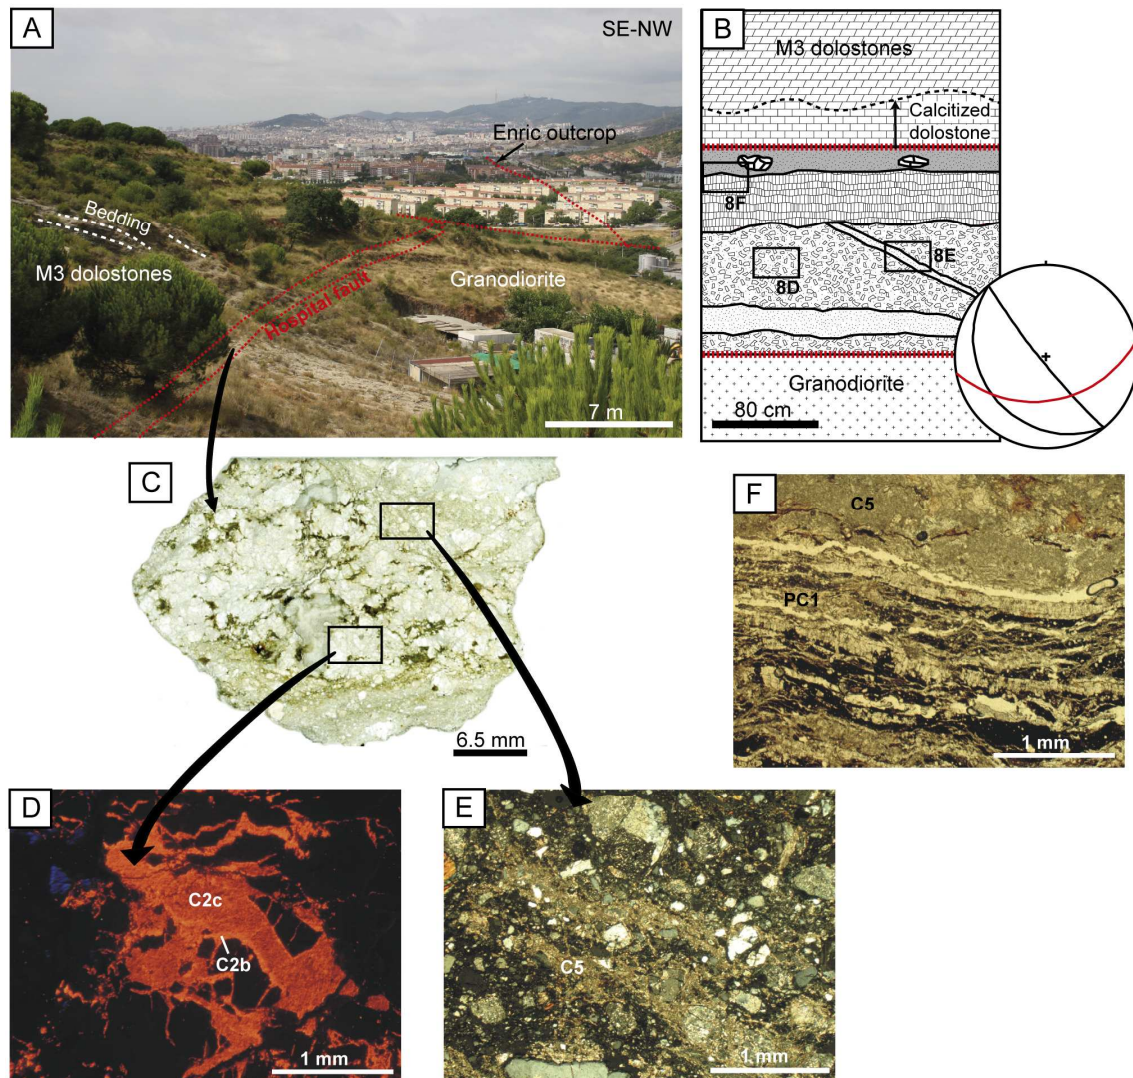 A
SE-NW
Enric outcrop
Bedding
M3 dolostones
Hospital fault
Granodiorite
7 m
B
M3 dolostones
Calcitized
dolostone
8F
8E
8D
Granodiorite
80 cm
C
6.5 mm
D
C2c
C2b
1 mm
E
C5
1 mm
F
C5
PC1
1 mm